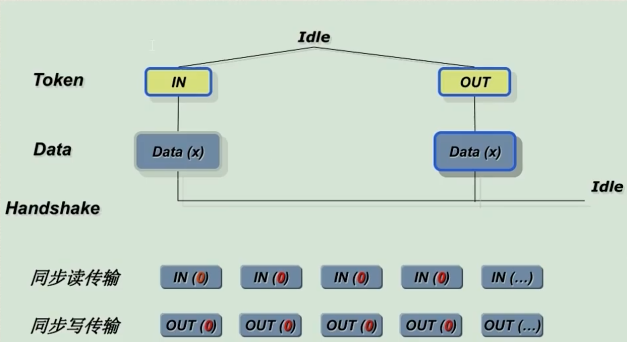 Idle
Token IN OUT
Data Data (x) Data (x)
Idle
Handshake
同步读传输 IN (0) IN (0) IN (0) IN (0) IN (...)
同步写传输 OUT (0) OUT (0) OUT (0) OUT (0) OUT (...)